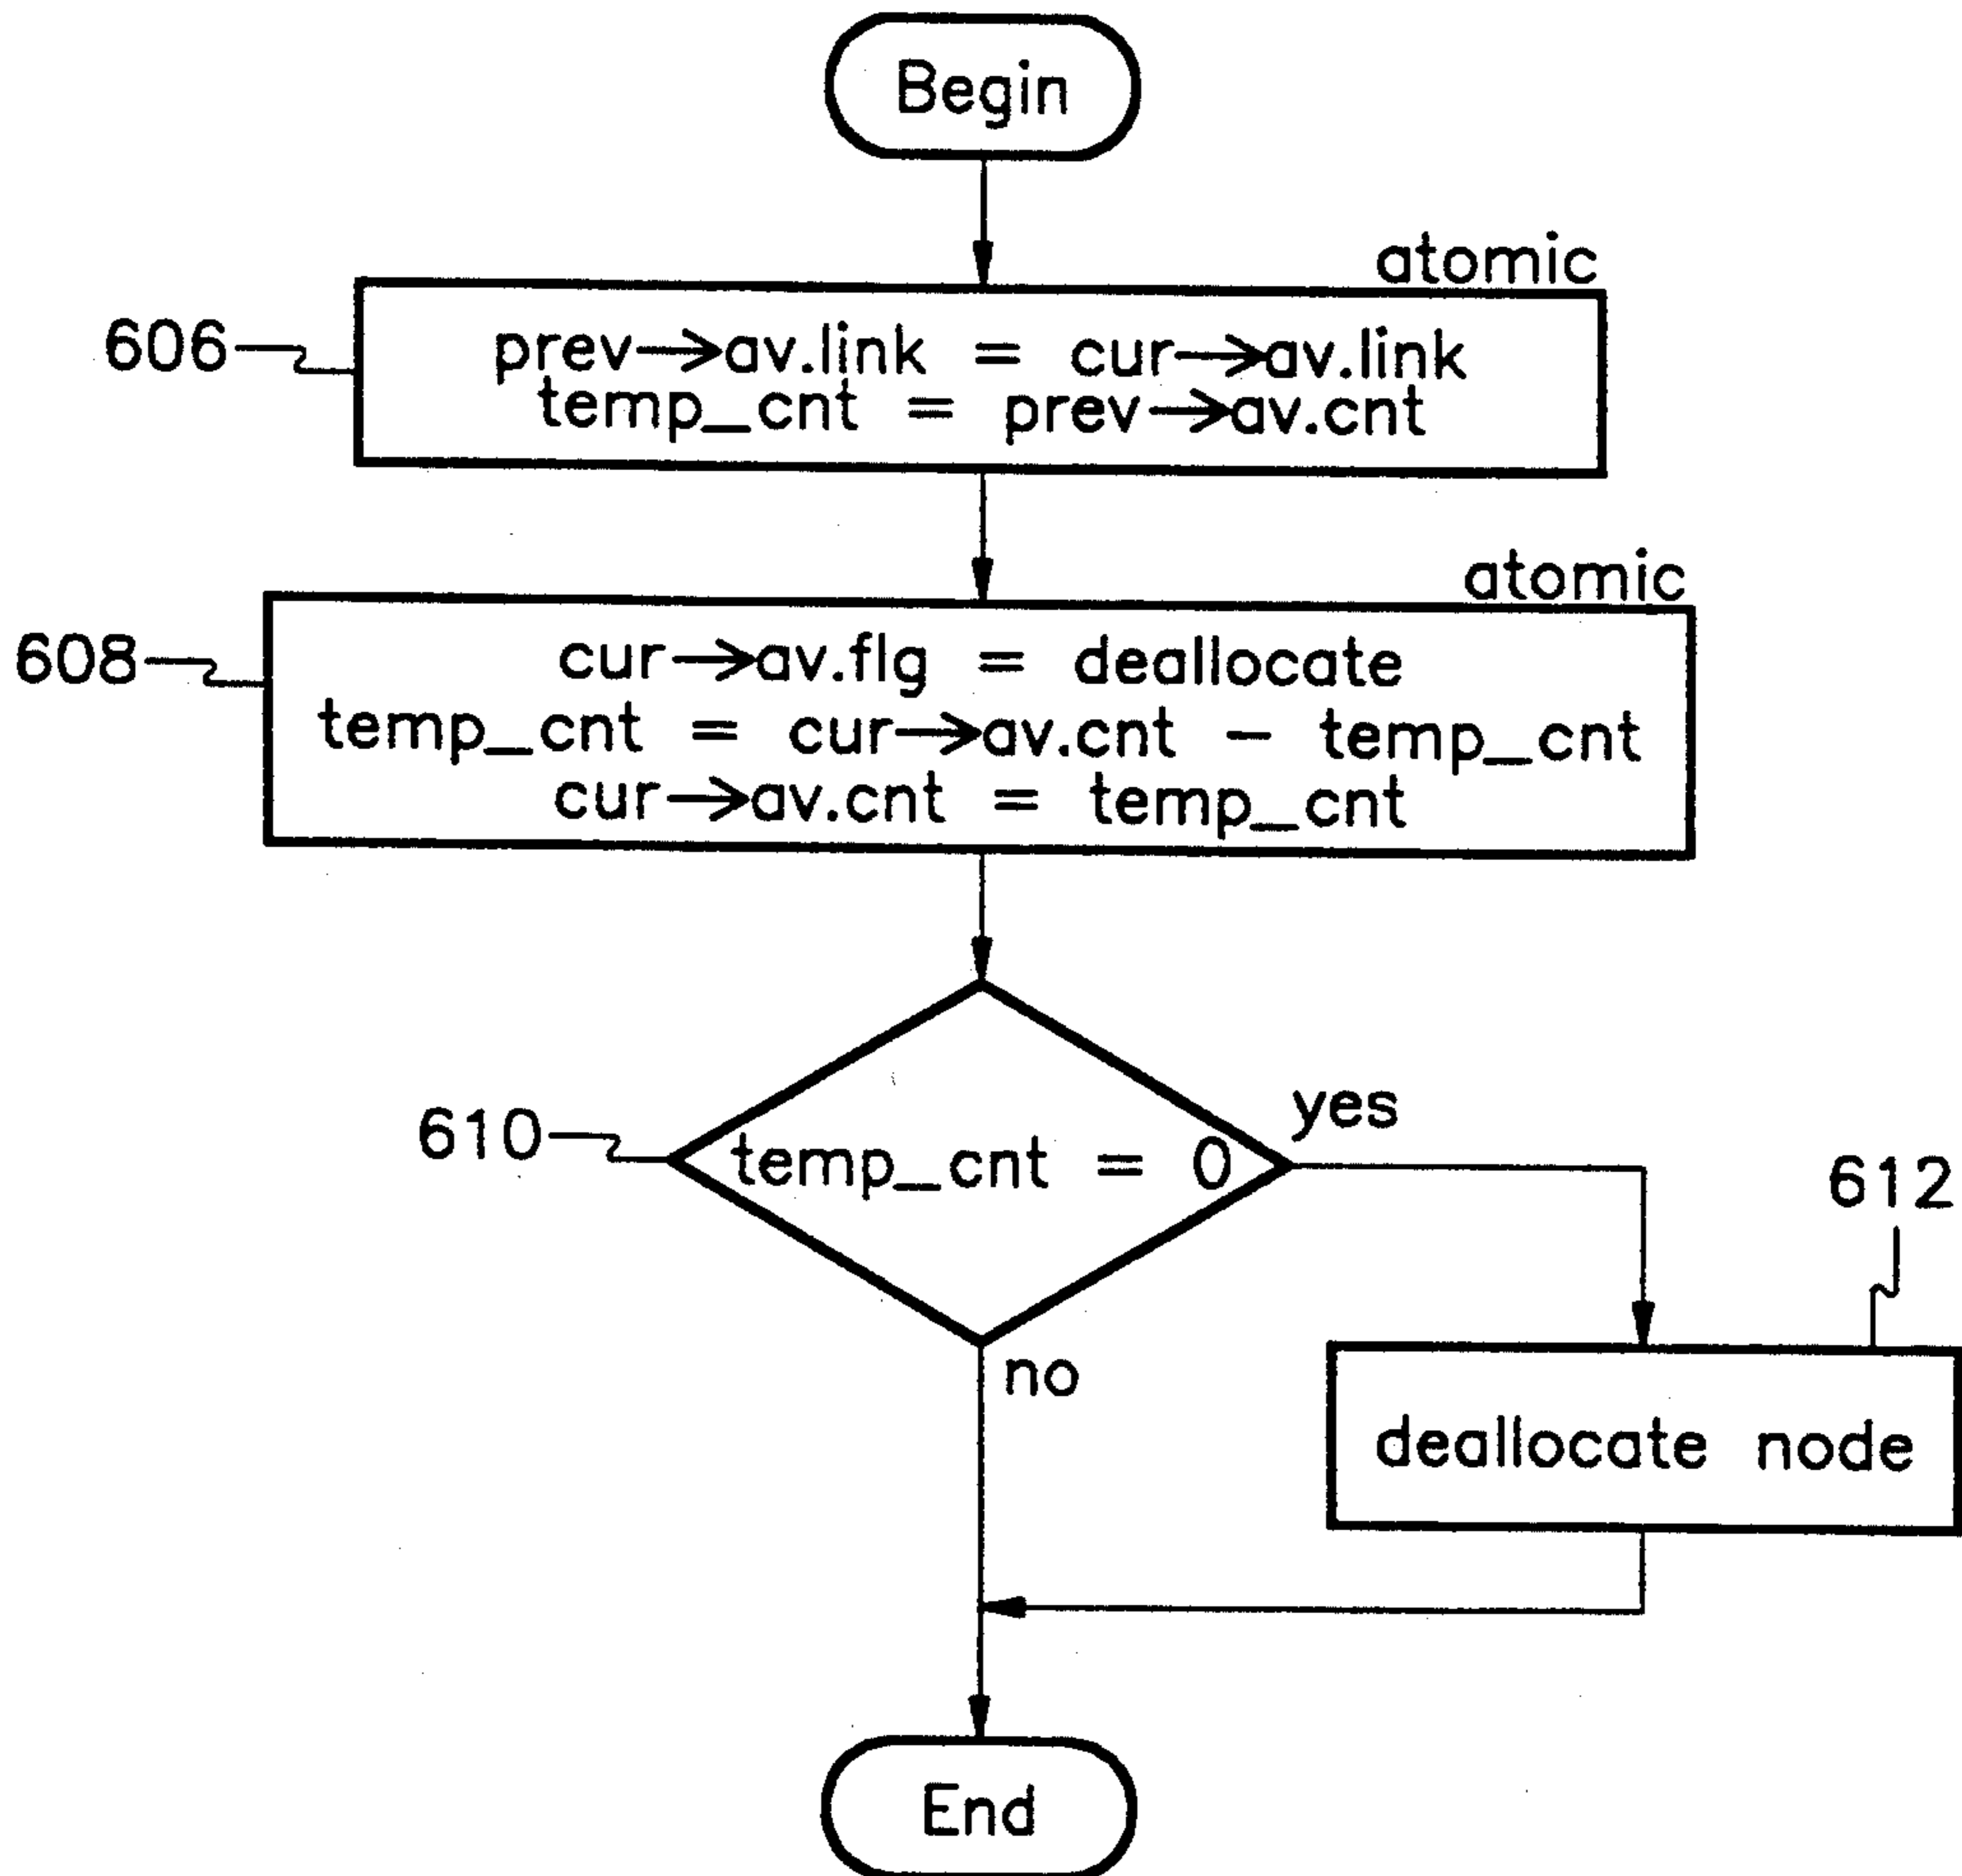 Begin
atomic
606
prev→av.link = cur→av.link
temp_cnt = prev→av.cnt
atomic
608
cur→av.flg = deallocate
temp_cnt = cur→av.cnt - temp_cnt
cur→av.cnt = temp_cnt
610
temp_cnt = 0
yes
612
no
deallocate node
End